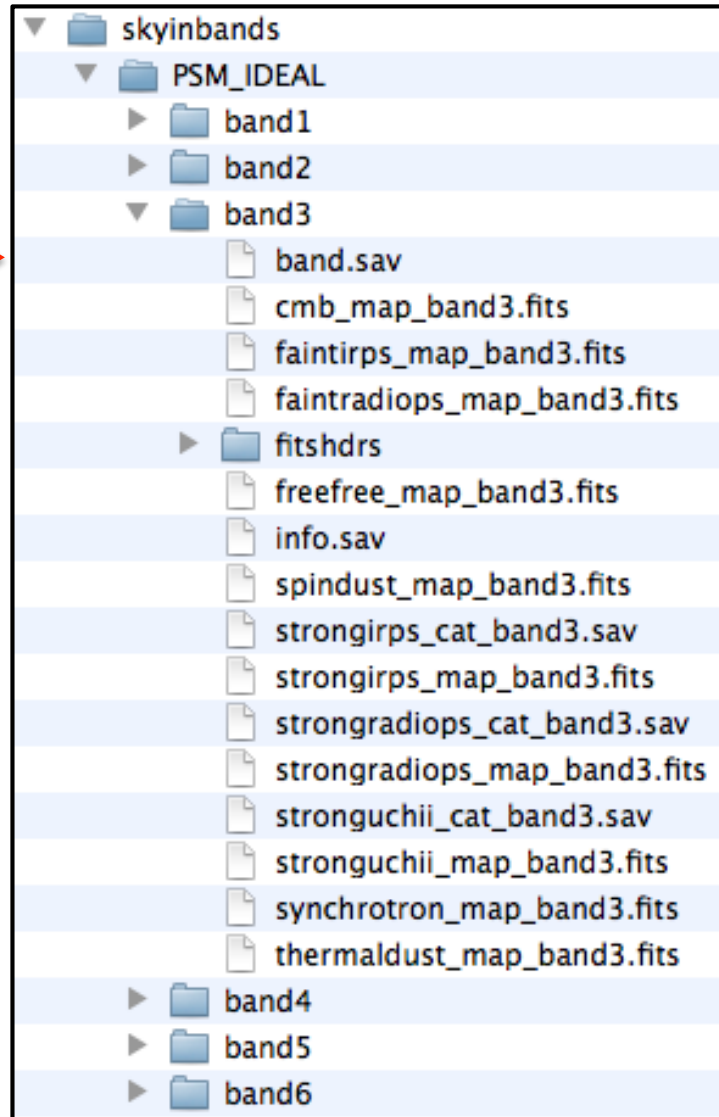 skyinbands
PSM_IDEAL
band1
band2
band3
band.sav
cmb_map_band3.fits
faintirps_map_band3.fits
faintradiops_map_band3.fits
fitshdrs
freefree_map_band3.fits
info.sav
spindust_map_band3.fits
strongirps_cat_band3.sav
strongirps_map_band3.fits
strongradiops_cat_band3.sav
strongradiops_map_band3.fits
stronguchii_cat_band3.sav
stronguchii_map_band3.fits
synchrotron_map_band3.fits
thermaldust_map_band3.fits
band4
band5
band6